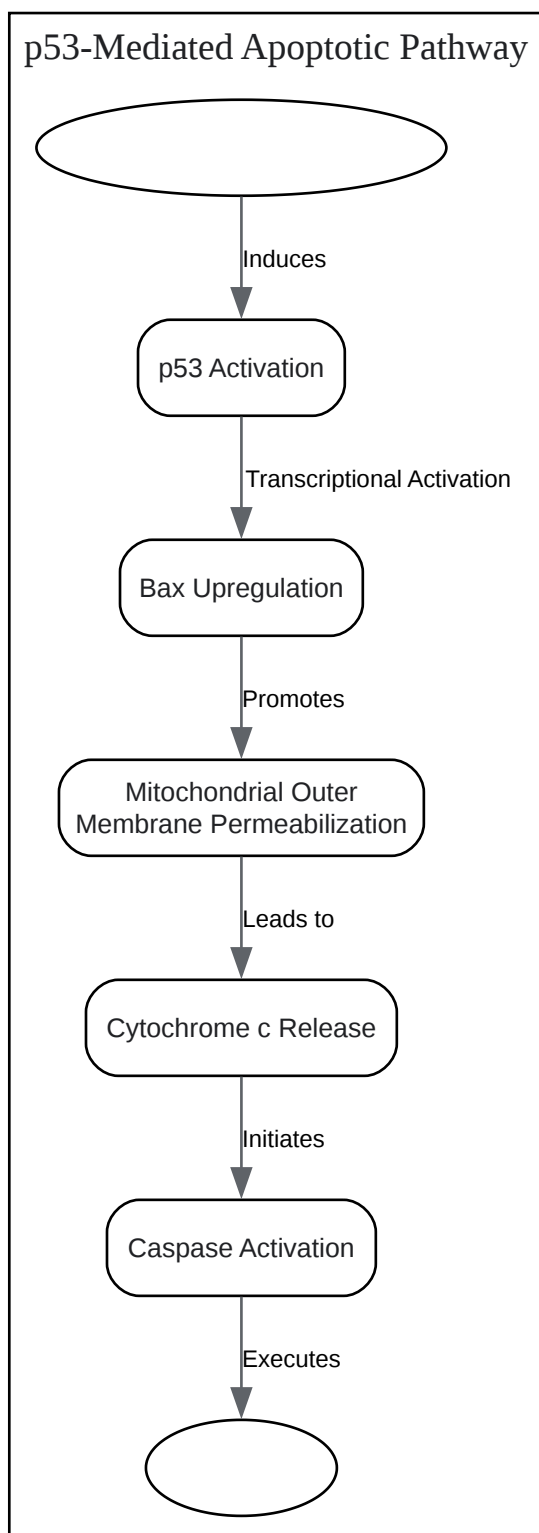 p53-Mediated Apoptotic Pathway
Induces
p53 Activation
Transcriptional Activation
Bax Upregulation
Promotes
Mitochondrial Outer
Membrane Permeabilization
Leads to
Cytochrome c Release
Initiates
Caspase Activation
Executes